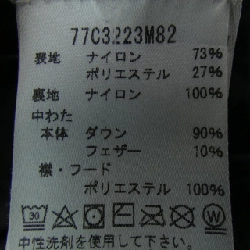 77C3223M82
表地 ナイロン 73%
ポリエステル 27%
裏地 ナイロン 100%
中わた
本体 ダウン 90%
フェザー 10%
襟・フード
ポリエステル 100%
30 W
中性洗剤を使用して下さい